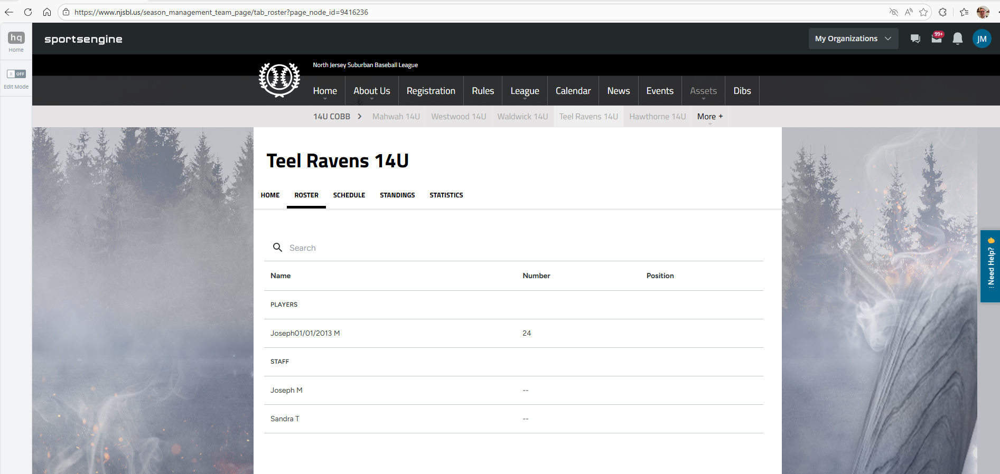 https://www.njsbl.us/season_management_team_page/tab_roster?page_node_id=9416236
hq
Home
OFF
Edit Mode
sportsengine
My Organizations
99+
JM
North Jersey Suburban Baseball League
Home
About Us
Registration
Rules
League
Calendar
News
Events
Assets
Dibs
14U COBB
Mahwah 14U
Westwood 14U
Waldwick 14U
Teel Ravens 14U
Hawthorne 14U
More +
Teel Ravens 14U
HOME
ROSTER
SCHEDULE
STANDINGS
STATISTICS
Search
Name Number Position
PLAYERS
Joseph01/01/2013 M 24
STAFF
Joseph M --
Sandra T --
Need Help?